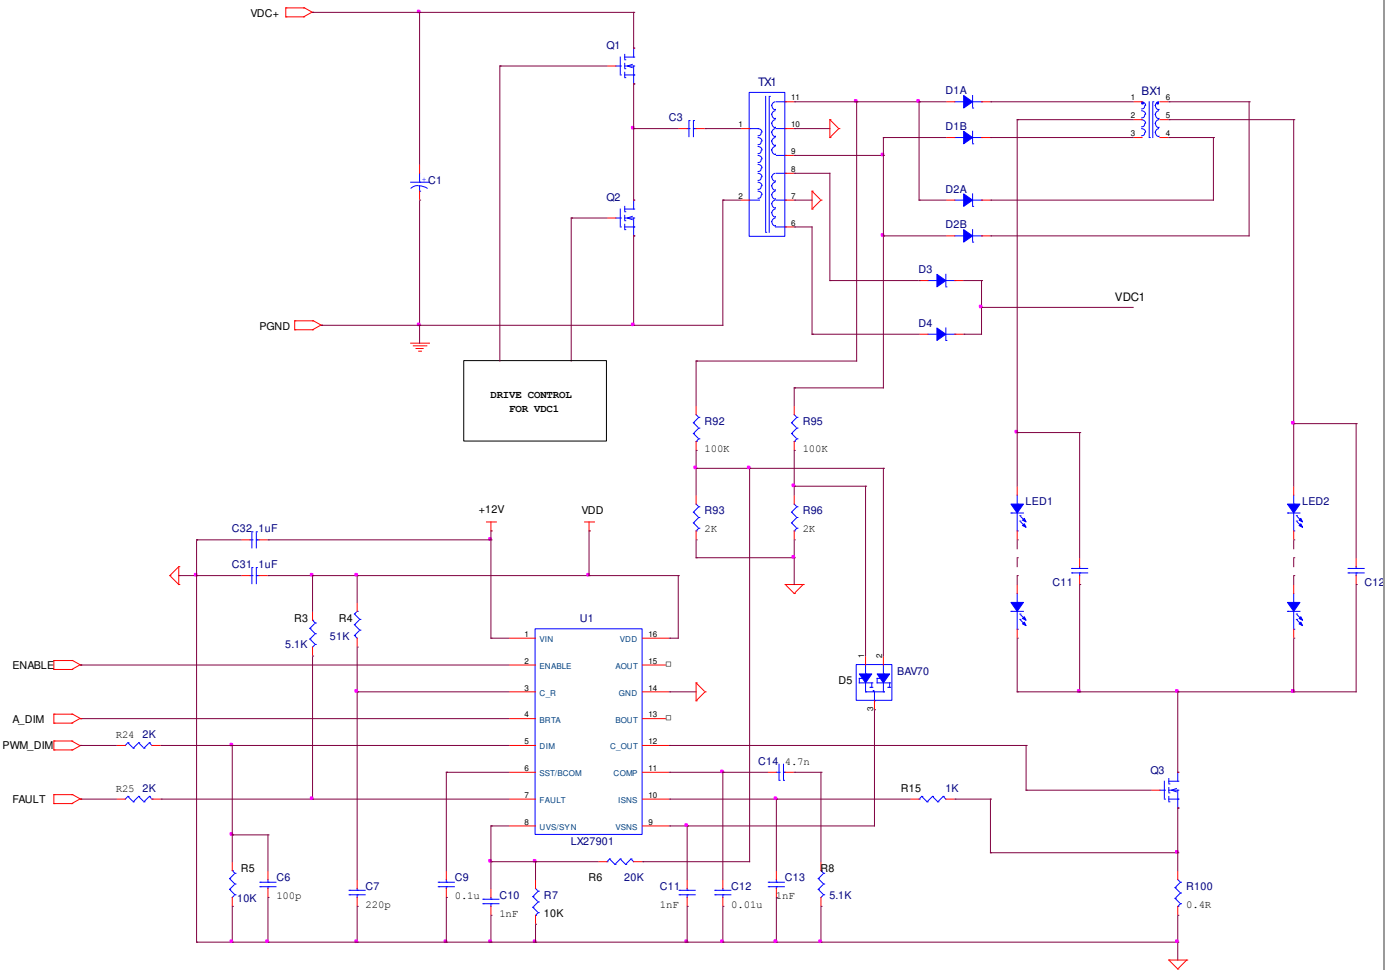 VDC+
Q1
TX1
11
D1A
1
BX1
6
2
5
C3
1
10
D1B
3
4
9
8
C1
Q2
2
7
D2A
6
D2B
D3
VDC1
PGND
D4
DRIVE CONTROL
FOR VDC1
R92
100K
R95
100K
+12V
VDD
R93
2K
R96
2K
LED1
LED2
C32 1uF
C31 1uF
C11
C12
R3
5.1K
R4
51K
U1
1
VIN
VDD
16
ENABLE
2
ENABLE
AOUT
15
1
2
D5
BAV70
1
1
3
3
C_R
GND
14
A_DIM
4
BRTA
BOUT
13
PWM_DIM
R24 2K
5
DIM
C_OUT
12
6
SST/BCOM
COMP
11
C14
4.7n
Q3
FAULT
R25 2K
7
FAULT
ISNS
10
R15
1K
8
UVS/SYN
VSNS
9
LX27901
R5
10K
C6
100p
C7
220p
C9
0.1u
C10
1nF
R7
10K
R6
20K
C11
1nF
C12
0.01u
C13
1nF
R8
5.1K
R100
0.4R